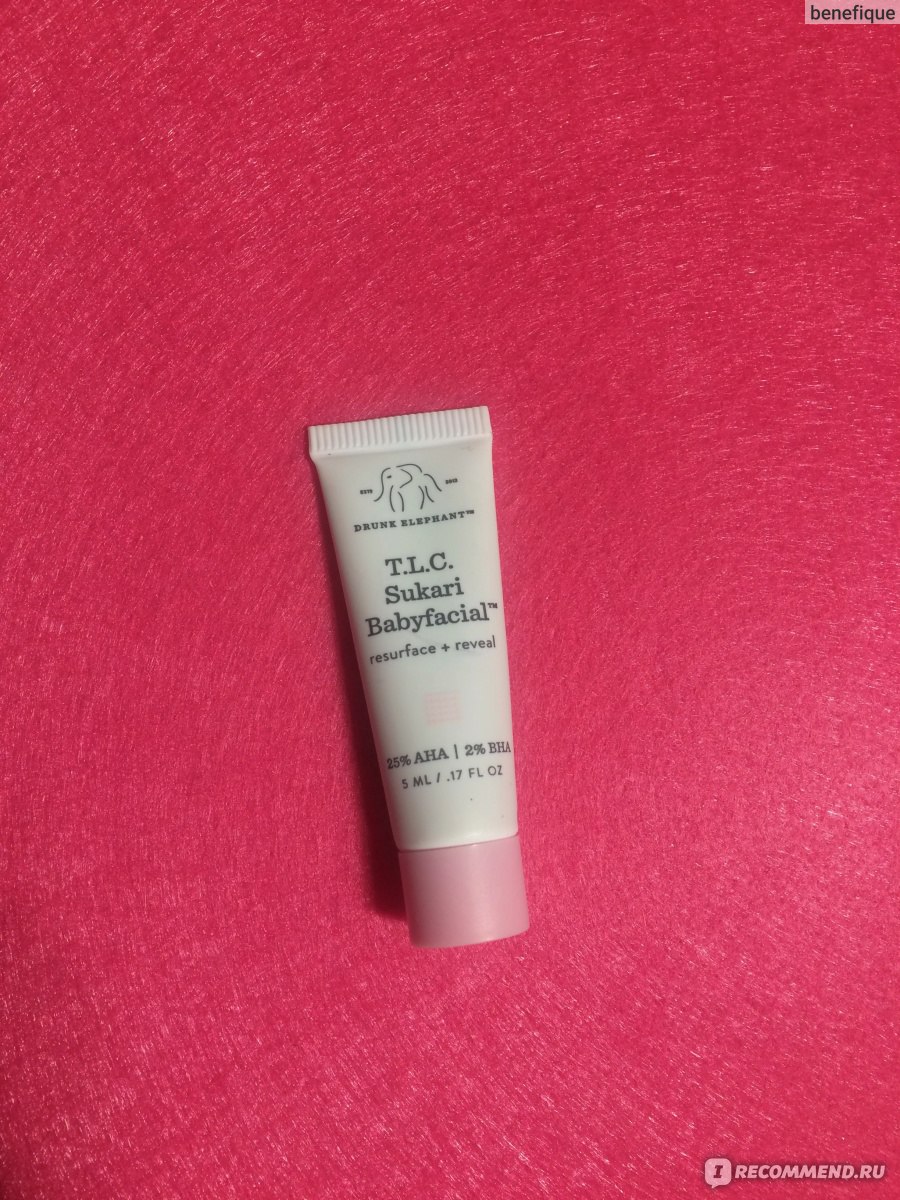 benefique
ESTD 2012
DRUNK ELEPHANT™
T.L.C.
Sukari
Babyfacial™
resurface + reveal
25% AHA | 2% BHA
5 ML / .17 FL OZ
IRECOMMEND.RU